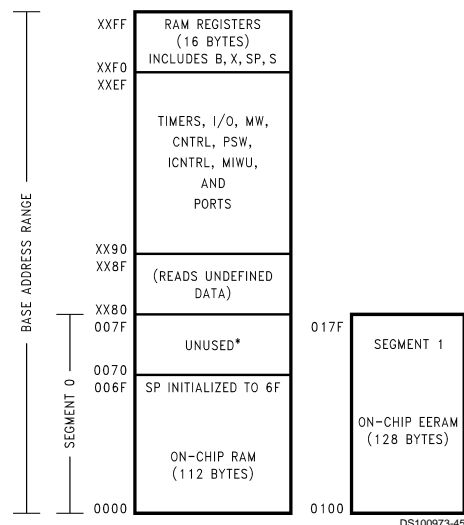 XXFF
RAM REGISTERS
(16 BYTES)
INCLUDES B, X, SP, S
XXF0
XXEF
TIMERS, I/O, MW,
CNTRL, PSW,
ICNTRL, MIWU,
AND
PORTS
XX90
XX8F
(READS UNDEFINED
DATA)
XX80
007F
UNUSED*
0070
006F
SP INITIALIZED TO 6F
ON-CHIP RAM
(112 BYTES)
0000
BASE ADDRESS RANGE
SEGMENT 0
017F
SEGMENT 1
ON-CHIP EERAM
(128 BYTES)
0100
DS100973-45